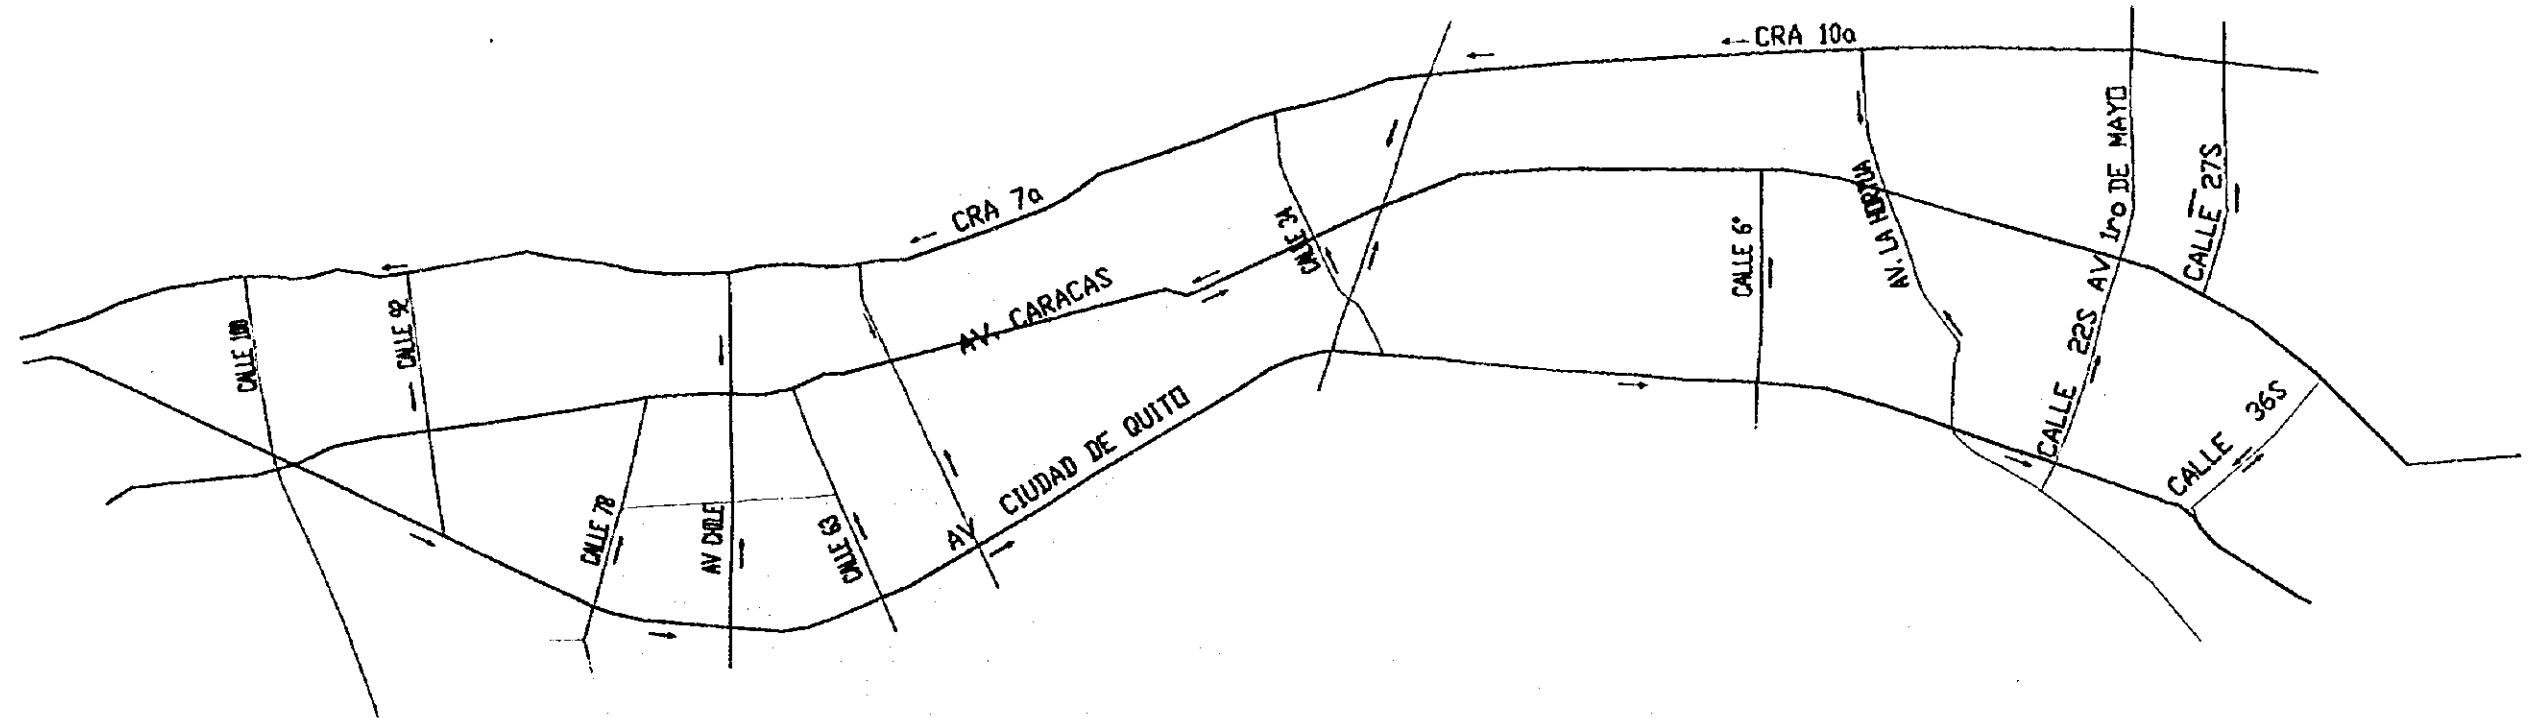 CRA 10a
CRA 7a
AV. CARACAS
AV. CIUDAD DE QUITO
CALLE 100
CALLE 92
CALLE 78
AV CHILE
CALLE 63
CALLE 34
CALLE 6°
AV. LA HORTUA
CALLE 22S AV 1ro DE MAYO
CALLE 27S
CALLE 36S